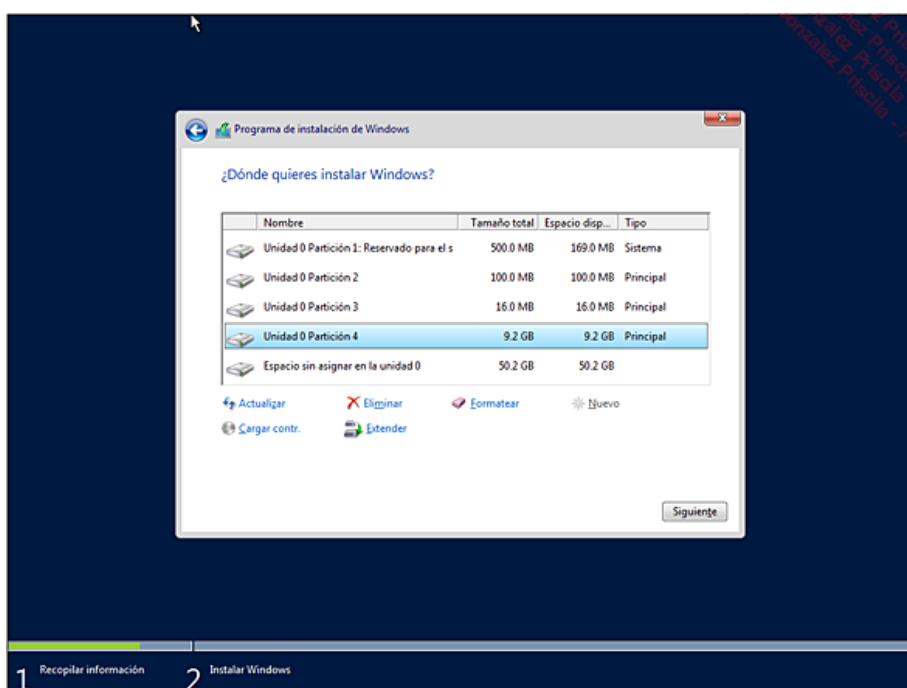 Gonzalez Priscila
Programa de instalación de Windows
¿Dónde quieres instalar Windows?
Nombre Tamaño total Espacio disp... Tipo
Unidad 0 Partición 1: Reservado para el s 500.0 MB 169.0 MB Sistema
Unidad 0 Partición 2 100.0 MB 100.0 MB Principal
Unidad 0 Partición 3 16.0 MB 16.0 MB Principal
Unidad 0 Partición 4 9.2 GB 9.2 GB Principal
Espacio sin asignar en la unidad 0 50.2 GB 50.2 GB
Actualizar Eliminar Formatear Nuevo
Cargar contr. Extender
Siguiente
1 Recopilar información 2 Instalar Windows